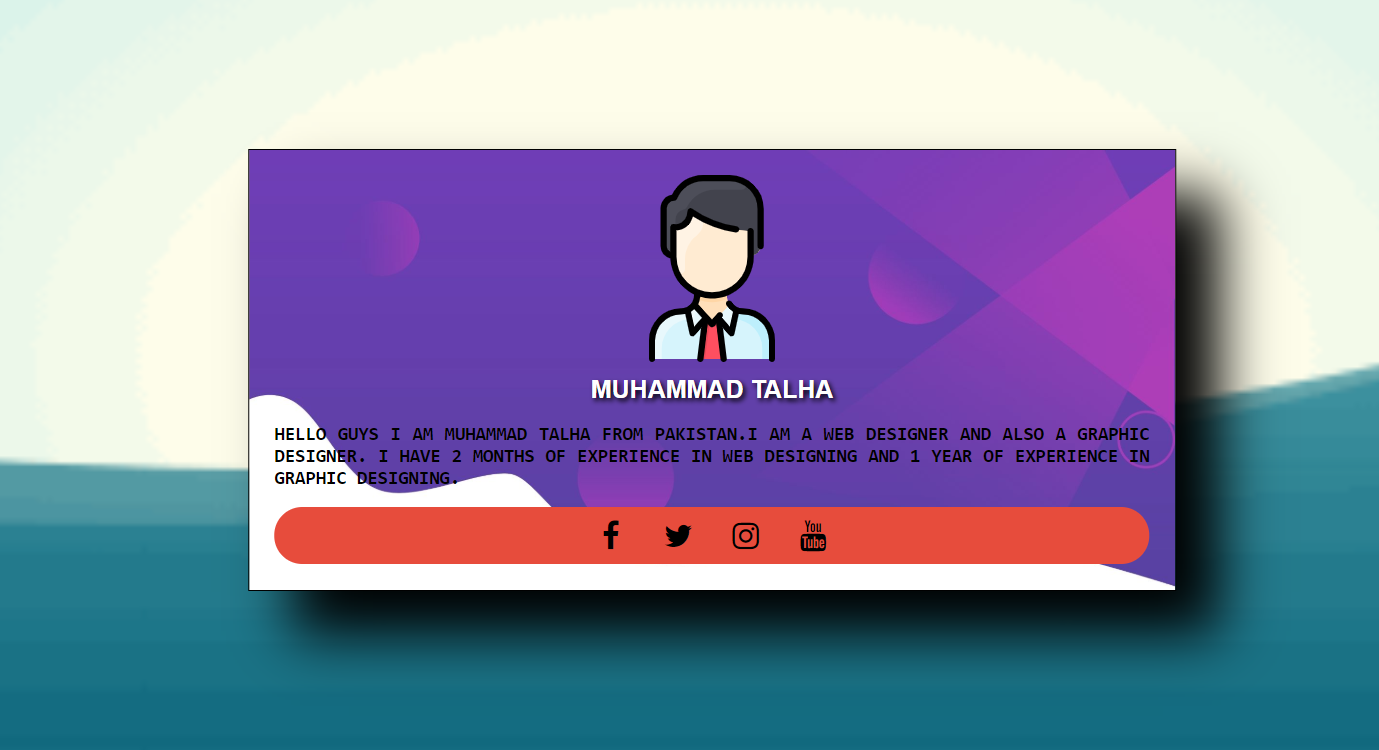 MUHAMMAD TALHA
HELLO GUYS I AM MUHAMMAD TALHA FROM PAKISTAN.I AM A WEB DESIGNER AND ALSO A GRAPHIC
DESIGNER. I HAVE 2 MONTHS OF EXPERIENCE IN WEB DESIGNING AND 1 YEAR OF EXPERIENCE IN
GRAPHIC DESIGNING.
You
Tube